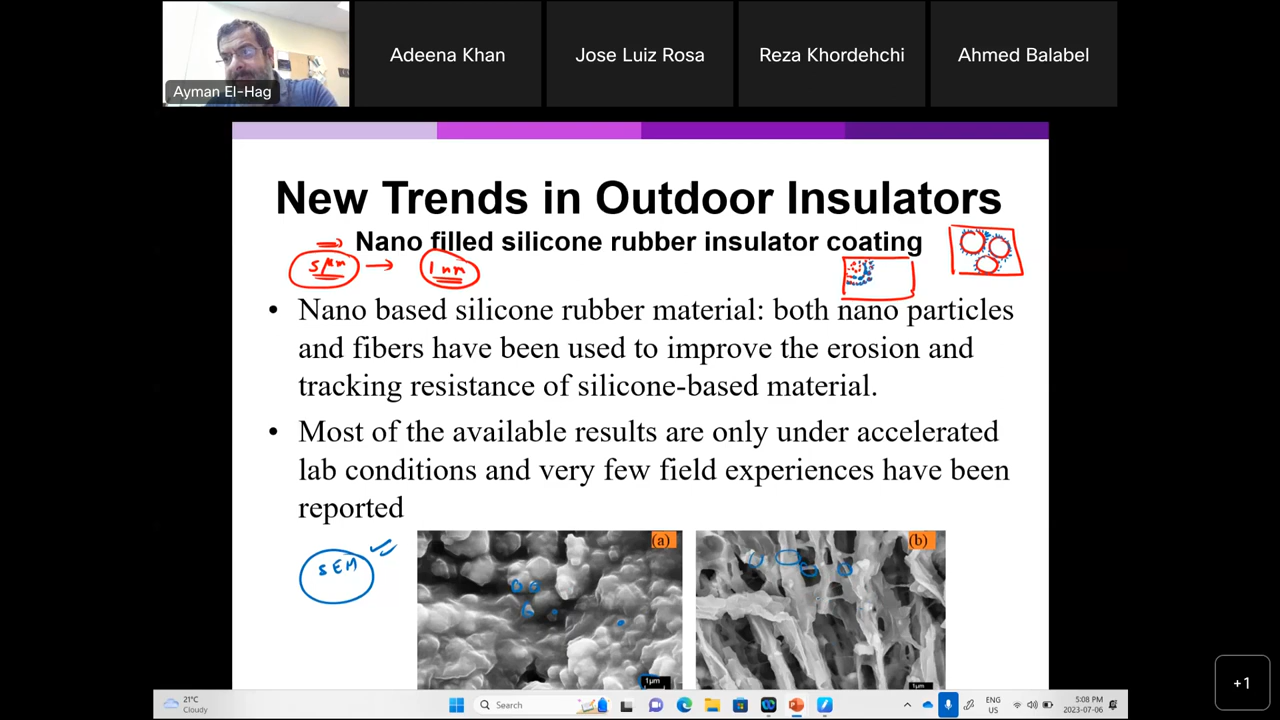 Adeena Khan
Jose Luiz Rosa
Reza Khordehchi
Ahmed Balabel
Ayman El-Hag
New Trends in Outdoor Insulators
Nano filled silicone rubber insulator coating
5 μm → 1 nm
• Nano based silicone rubber material: both nano particles
and fibers have been used to improve the erosion and
tracking resistance of silicone-based material.
• Most of the available results are only under accelerated
lab conditions and very few field experiences have been
reported
SEM
(a)
(b)
1μm
1μm
+1
21°C
Cloudy
Search
ENG
US
5:08 PM
2023-07-06